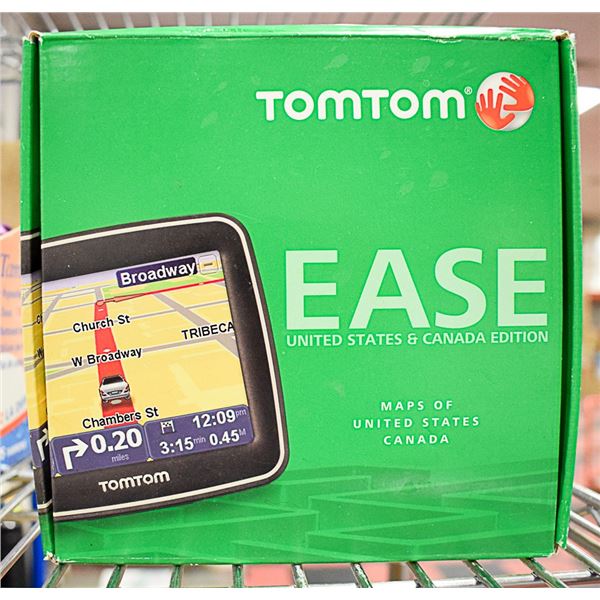 TOMTOM®
EASE
UNITED STATES & CANADA EDITION
MAPS OF
UNITED STATES
CANADA
Broadway
Church St
TRIBECA
W Broadway
Chambers St
0.20
miles
12:09pm
3:15min 0.45M
TOMTOM